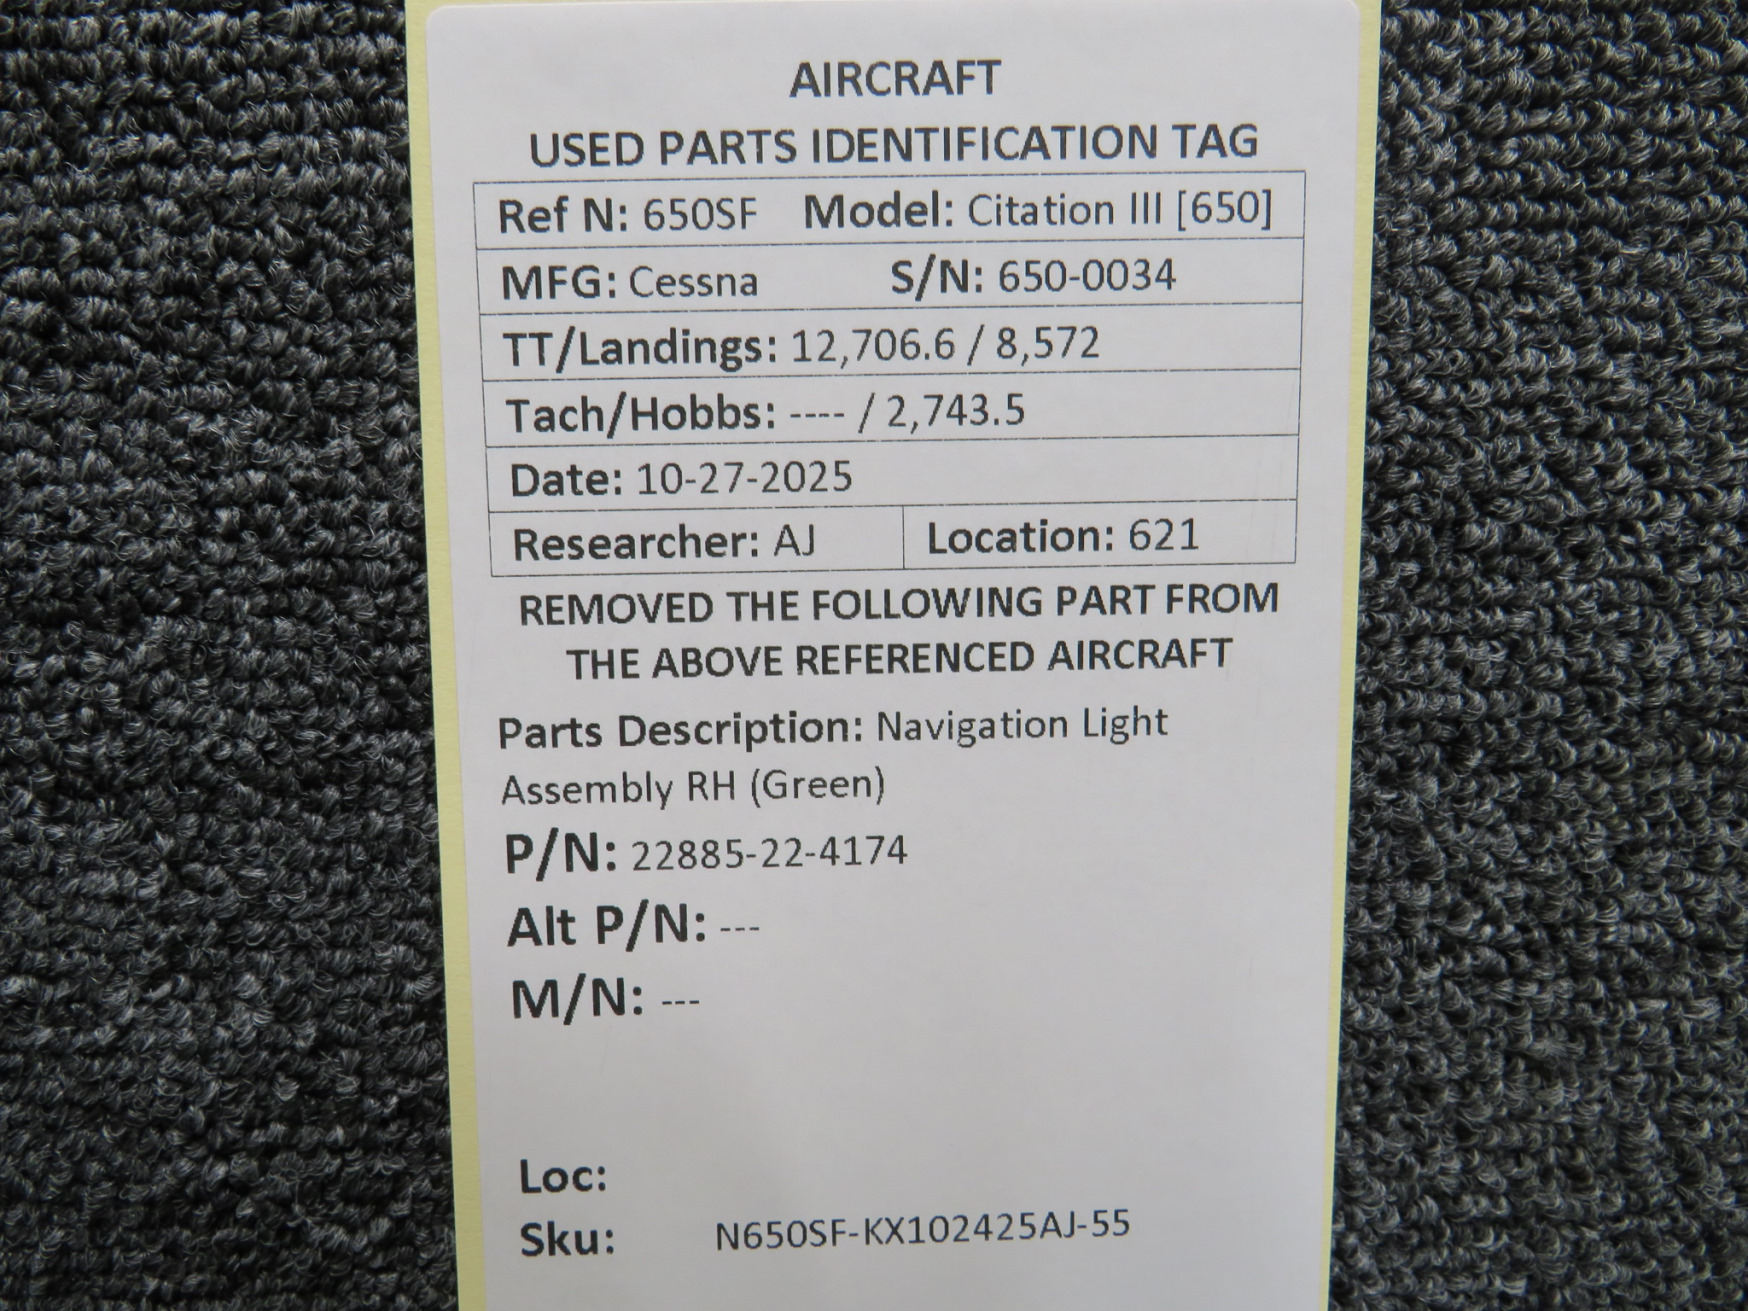 AIRCRAFT
USED PARTS IDENTIFICATION TAG
Ref N: 650SF Model: Citation III [650]
MFG: Cessna S/N: 650-0034
TT/Landings: 12,706.6 / 8,572
Tach/Hobbs: ---- / 2,743.5
Date: 10-27-2025
Researcher: AJ Location: 621
REMOVED THE FOLLOWING PART FROM
THE ABOVE REFERENCED AIRCRAFT
Parts Description: Navigation Light
Assembly RH (Green)
P/N: 22885-22-4174
Alt P/N: ---
M/N: ---
Loc:
Sku: N650SF-KX102425AJ-55